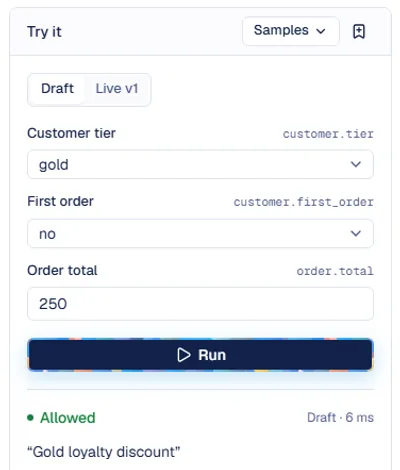 Try it
Samples
Draft Live v1
Customer tier customer.tier
gold
First order customer.first_order
no
Order total order.total
250
Run
Allowed Draft · 6 ms
“Gold loyalty discount”